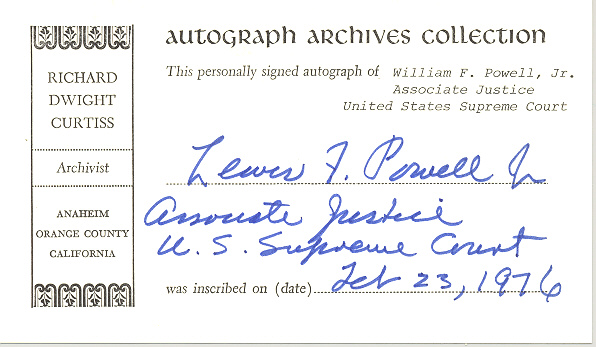 RICHARD
DWIGHT
CURTISS
Archivist
ANAHEIM
ORANGE COUNTY
CALIFORNIA
AUTOGRAPH ARCHIVES COLLECTION
This personally signed autograph of William F. Powell, Jr.
Associate Justice
United States Supreme Court
Lewis F. Powell Jr
Associate Justice
U. S. Supreme Court
was inscribed on (date) Feb 23, 1976